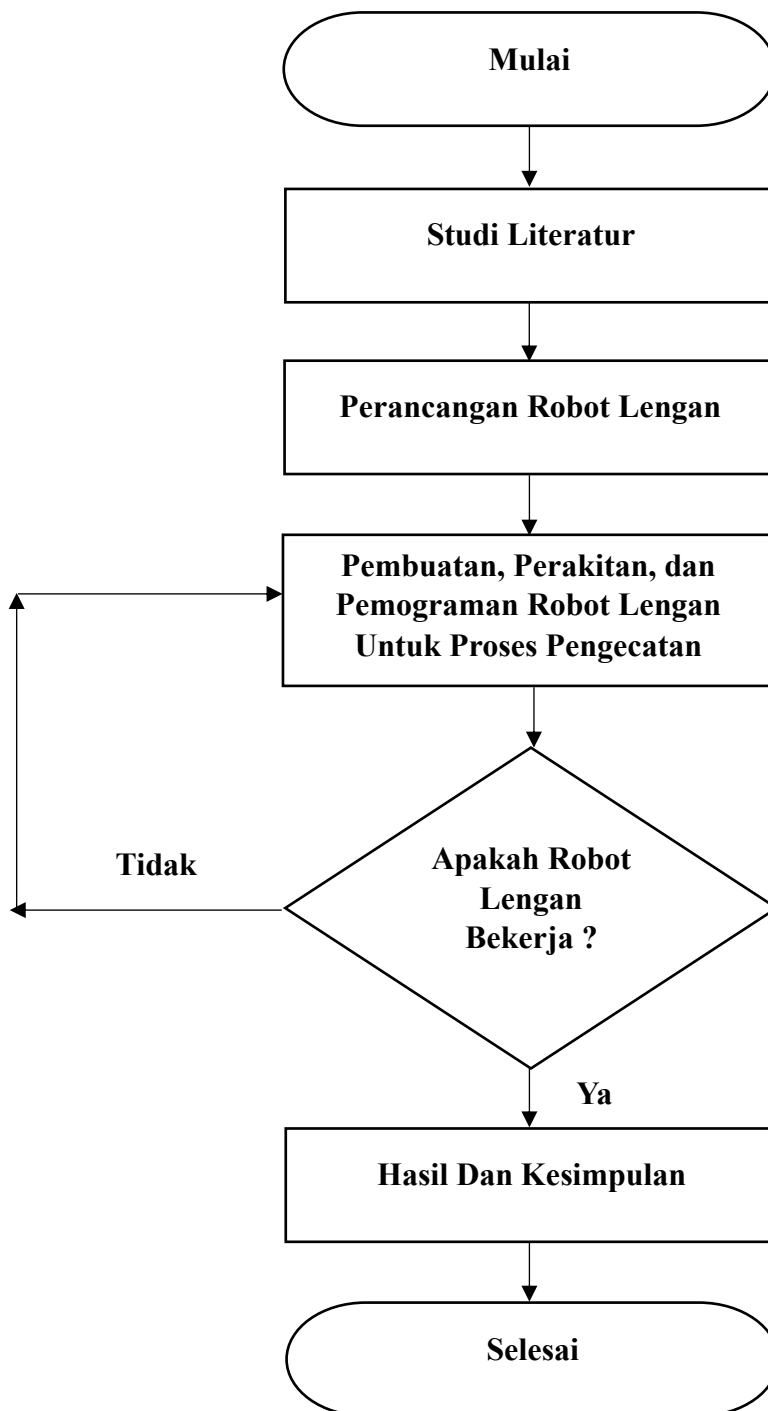 Mulai
Studi Literatur
Perancangan Robot Lengan
Pembuatan, Perakitan, dan
Pemograman Robot Lengan
Untuk Proses Pengecatan
Tidak
Apakah Robot
Lengan
Bekerja ?
Ya
Hasil Dan Kesimpulan
Selesai